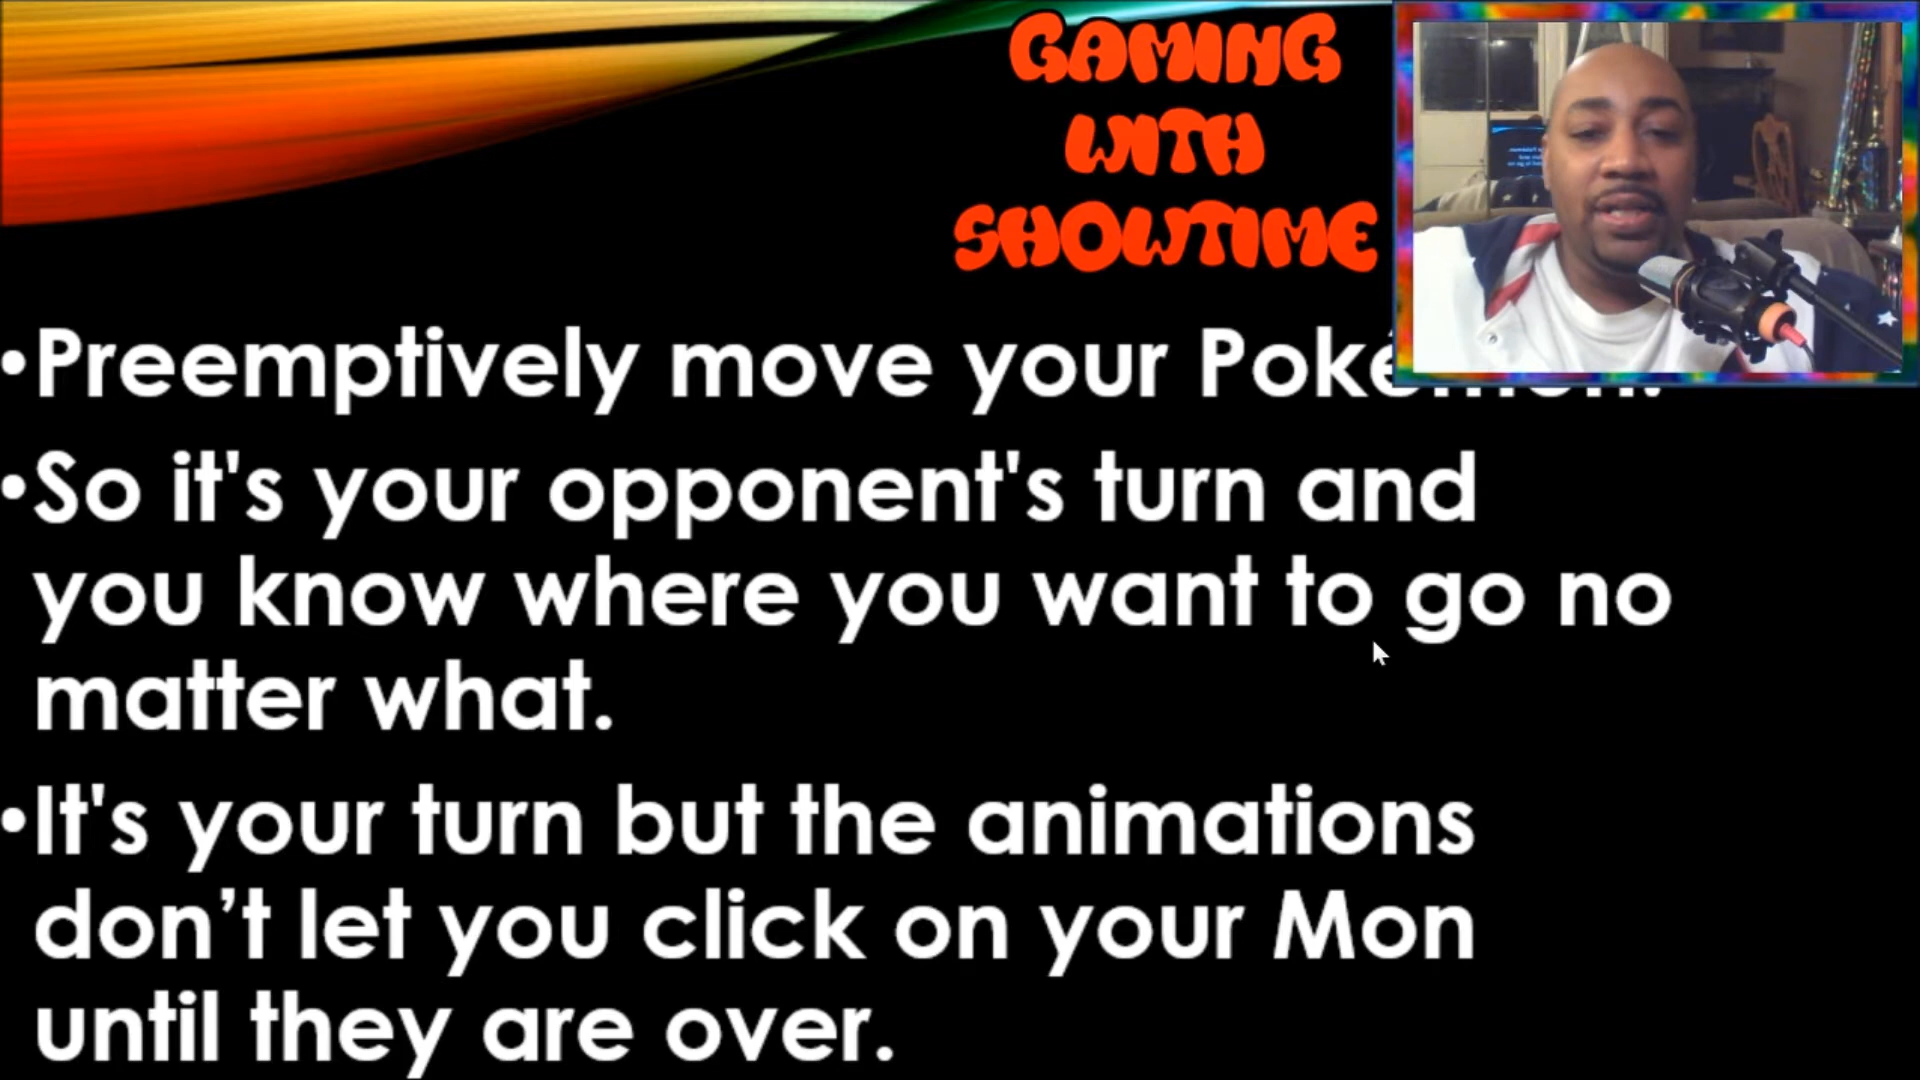 GAMING
WITH
SHOWTIME
•Preemptively move your Pokémon.
•So it's your opponent's turn and
you know where you want to go no
matter what.
•It's your turn but the animations
don’t let you click on your Mon
until they are over.